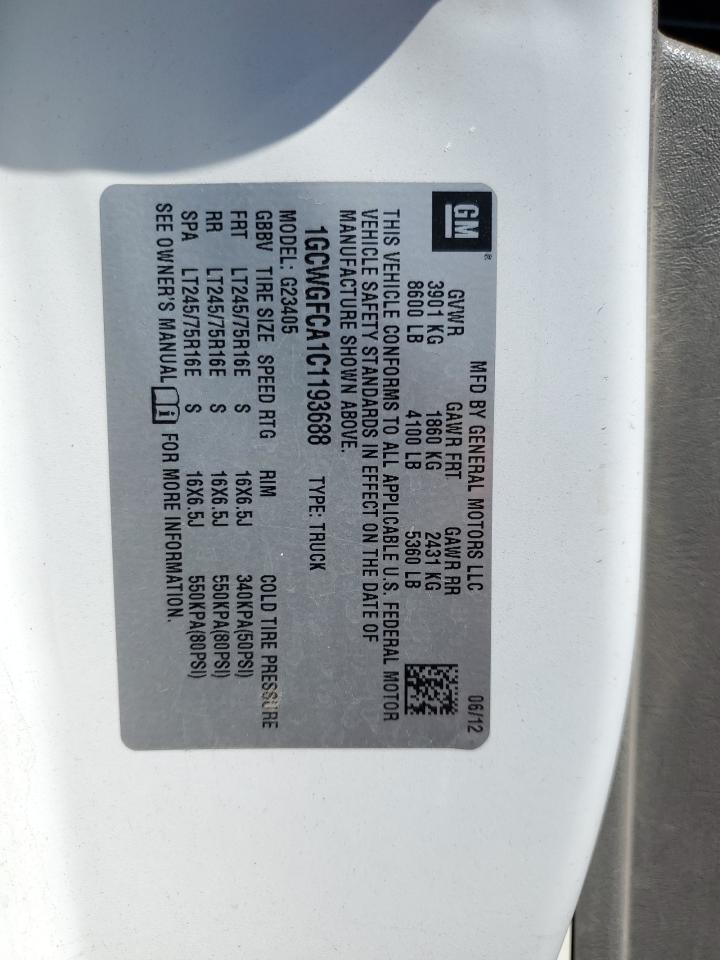 GM®
MFD BY GENERAL MOTORS LLC 06/12
GVWR GAWR FRT GAWR RR
3901 KG 1860 KG 2431 KG
8600 LB 4100 LB 5360 LB
THIS VEHICLE CONFORMS TO ALL APPLICABLE U.S. FEDERAL MOTOR
VEHICLE SAFETY STANDARDS IN EFFECT ON THE DATE OF
MANUFACTURE SHOWN ABOVE.
1GCWGFCA1C1193688 TYPE: TRUCK
MODEL: G23405
GBBV TIRE SIZE SPEED RTG RIM COLD TIRE PRESSURE
FRT LT245/75R16E S 16X6.5J 340KPA(50PSI)
RR LT245/75R16E S 16X6.5J 550KPA(80PSI)
SPA LT245/75R16E S 16X6.5J 550KPA(80PSI)
SEE OWNER'S MANUAL i FOR MORE INFORMATION.